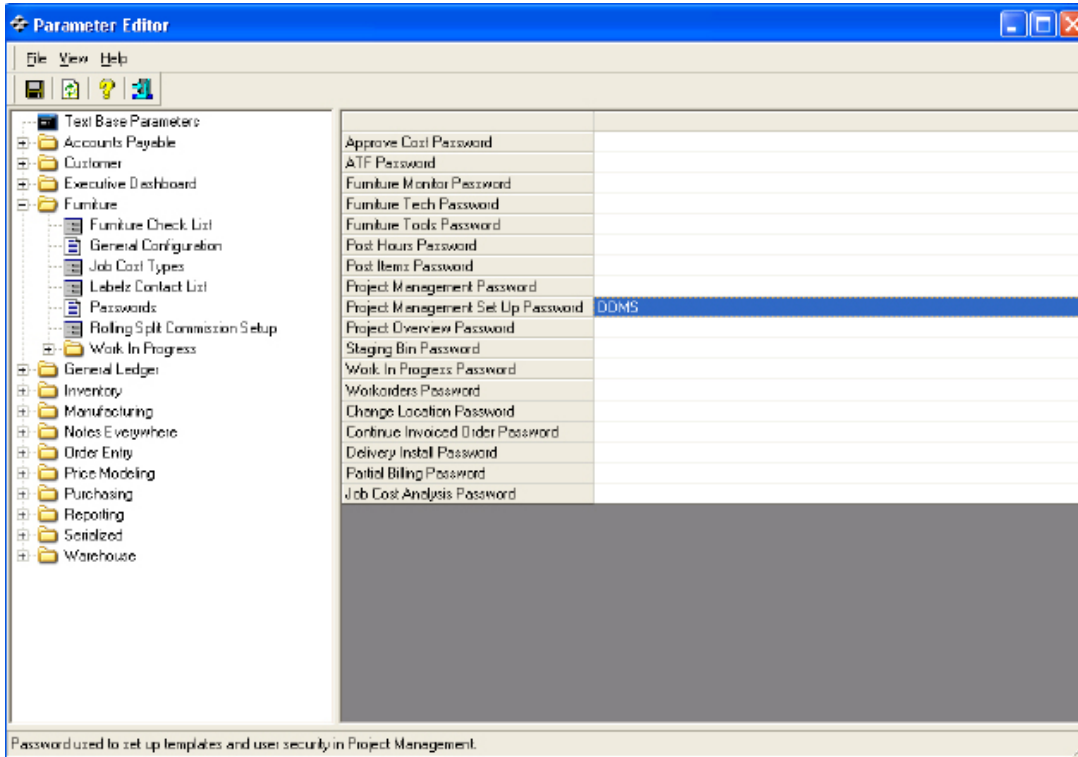 Parameter Editor
File View Help
Text Base Parameters
Accounts Payable
Customer
Executive Dashboard
Furniture
Furniture Check List
General Configuration
Job Cost Types
Labels Contact List
Passwords
Rolling Split Commission Setup
Work In Progress
General Ledger
Inventory
Manufacturing
Notes Everywhere
Order Entry
Price Modeling
Purchasing
Reporting
Serialized
Warehouse
Approve Cost Password
ATF Password
Furniture Monitor Password
Furniture Tech Password
Furniture Tools Password
Post Hours Password
Post Items Password
Project Management Password
Project Management Set Up Password DDMS
Project Overview Password
Staging Bin Password
Work In Progress Password
Workorders Password
Change Location Password
Continue Invoiced Order Password
Delivery Install Password
Partial Billing Password
Job Cost Analysis Password
Password used to set up templates and user security in Project Management.